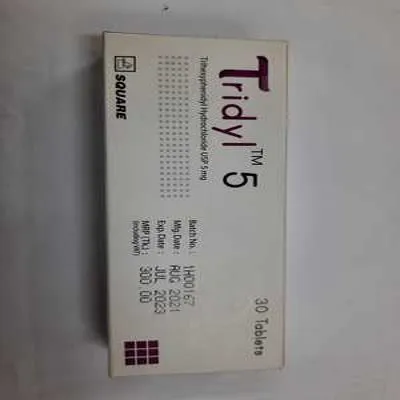 Tridyl™ 5
Trihexyphenidyl Hydrochloride USP 5 mg
SQUARE
30 Tablets
Batch No. : 1H00167
Mfg. Date : AUG 2021
Exp. Date : JUL 2023
MRP (TK.) : 300.00
(including VAT)